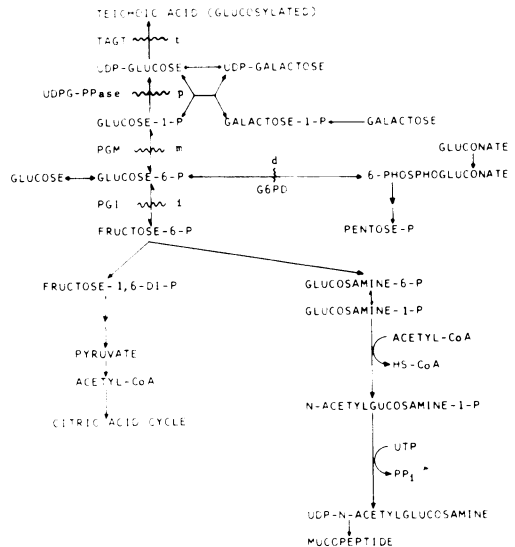 TEICHOIC ACID (GLUCOSYLATED)
TAGT t
UDP-GLUCOSE UDP-GALACTOSE
UDPG-PPase p
GLUCOSE-1-P GALACTOSE-1-P GALACTOSE
PGM m
GLUCONATE
d
GLUCOSE GLUCOSE-6-P 6-PHOSPHOGLUCONATE
G6PD
PGI i
FRUCTOSE-6-P PENTOSE-P
FRUCTOSE-1,6-DI-P GLUCOSAMINE-6-P
GLUCOSAMINE-1-P
ACETYL-CoA
PYRUVATE HS-CoA
ACETYL-CoA
N-ACETYLGUCOSAMINE-1-P
CITRIC ACID CYCLE
UTP
PP1
UDP-N-ACETYLGLUCOSAMINE
MUCOPEPTIDE